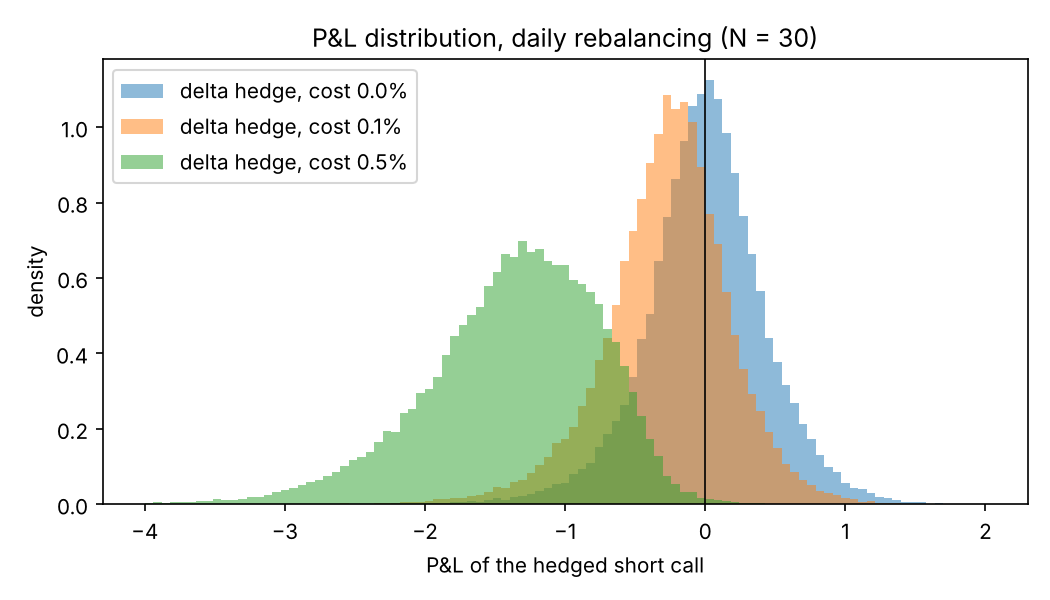 P&L distribution, daily rebalancing (N = 30)
delta hedge, cost 0.0%
delta hedge, cost 0.1%
delta hedge, cost 0.5%
density
1.0
0.8
0.6
0.4
0.2
0.0
−4 −3 −2 −1 0 1 2
P&L of the hedged short call